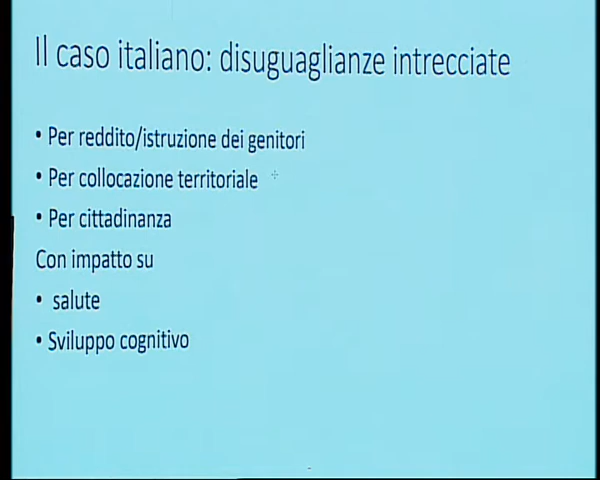 Il caso italiano: disuguaglianze intrecciate
• Per reddito/istruzione dei genitori
• Per collocazione territoriale
• Per cittadinanza
Con impatto su
• salute
• Sviluppo cognitivo